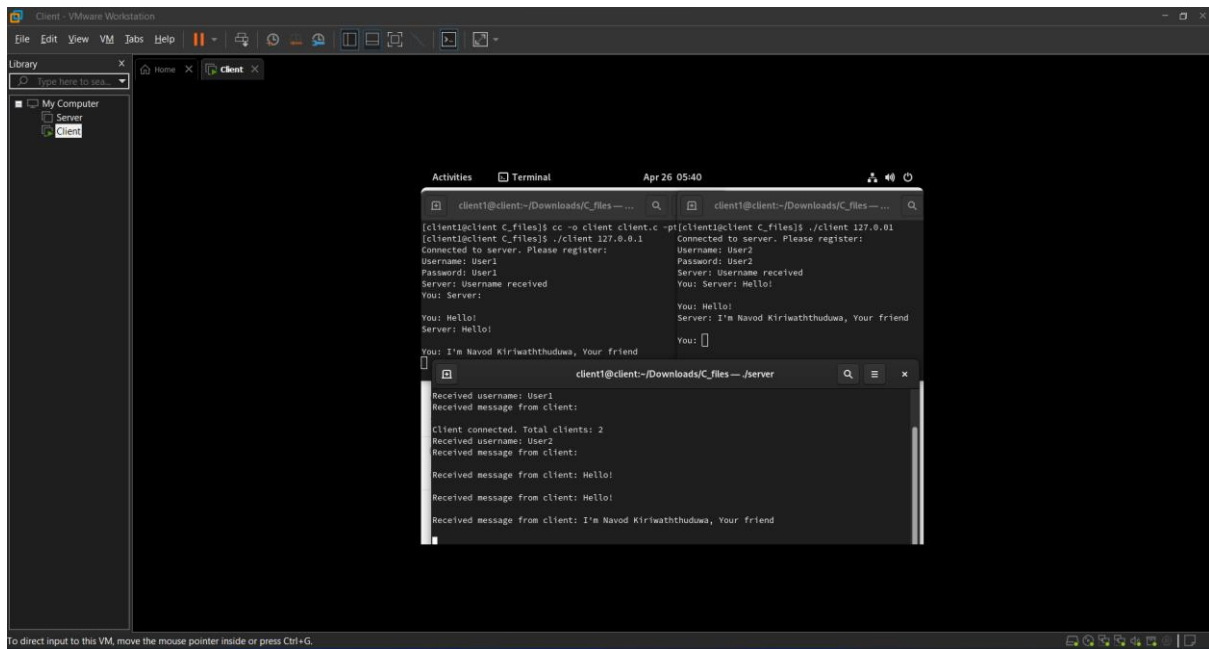 Client - VMware Workstation
File Edit View VM Tabs Help
Library X
Type here to sea...
Home X Client X
My Computer
Server
Client
Activities Terminal Apr 26 05:40
client1@client:~/Downloads/C_files — ...
[client1@client C_files]$ cc -o client client.c -pt
[client1@client C_files]$ ./client 127.0.0.1
Connected to server. Please register:
Username: User1
Password: User1
Server: Username received
You: Server:
You: Hello!
Server: Hello!
You: I'm Navod Kiriwaththuduwa, Your friend
client1@client:~/Downloads/C_files — ...
[client1@client C_files]$ ./client 127.0.01
Connected to server. Please register:
Username: User2
Password: User2
Server: Username received
You: Server: Hello!
You: Hello!
Server: I'm Navod Kiriwaththuduwa, Your friend
You:
client1@client:~/Downloads/C_files — ./server
Received username: User1
Received message from client:
Client connected. Total clients: 2
Received username: User2
Received message from client:
Received message from client: Hello!
Received message from client: Hello!
Received message from client: I'm Navod Kiriwaththuduwa, Your friend
To direct input to this VM, move the mouse pointer inside or press Ctrl+G.